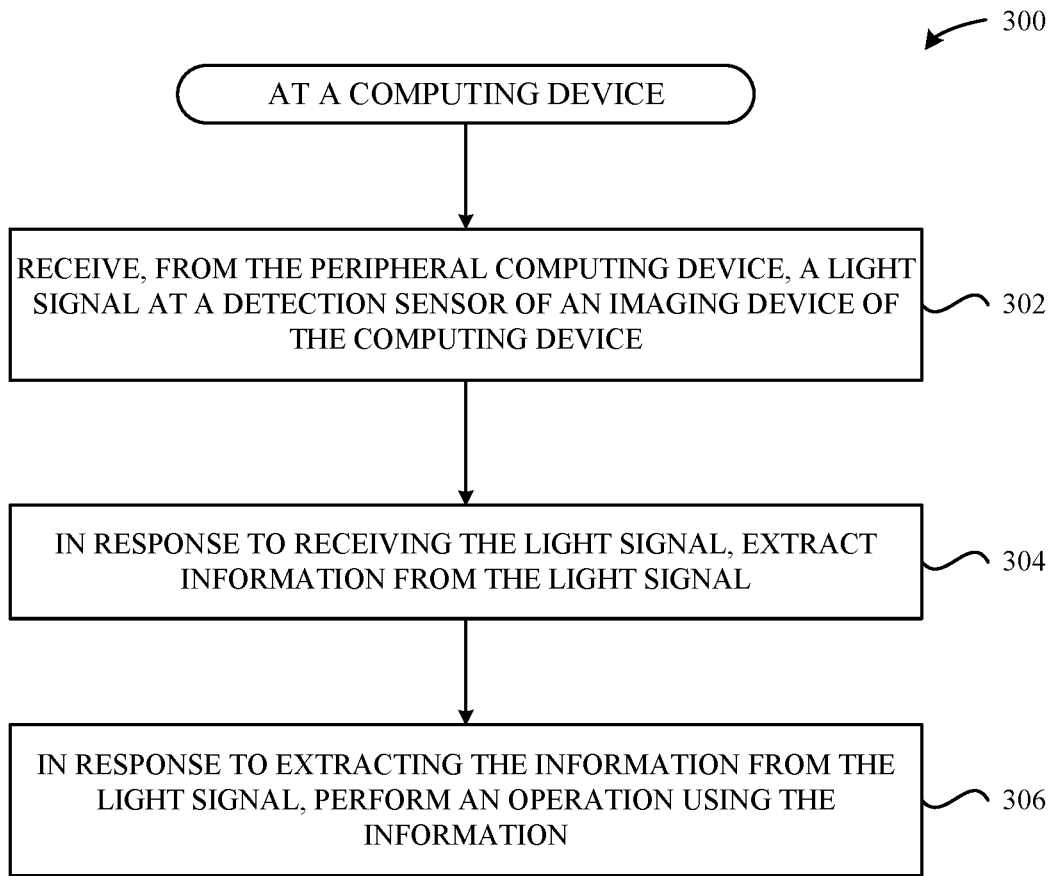 300
AT A COMPUTING DEVICE
RECEIVE, FROM THE PERIPHERAL COMPUTING DEVICE, A LIGHT
SIGNAL AT A DETECTION SENSOR OF AN IMAGING DEVICE OF
THE COMPUTING DEVICE
302
IN RESPONSE TO RECEIVING THE LIGHT SIGNAL, EXTRACT
INFORMATION FROM THE LIGHT SIGNAL
304
IN RESPONSE TO EXTRACTING THE INFORMATION FROM THE
LIGHT SIGNAL, PERFORM AN OPERATION USING THE
INFORMATION
306